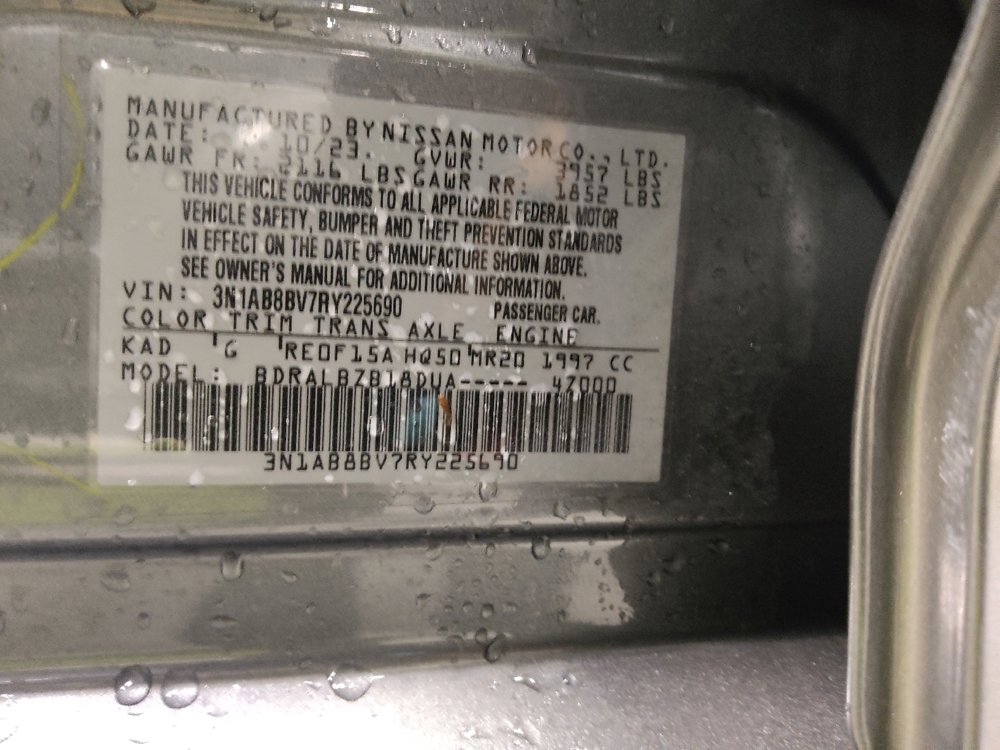 MANUFACTURED BY NISSAN MOTOR CO., LTD.
DATE: 10/23. GVWR: 3957 LBS
GAWR FR: 2116 LBS GAWR RR: 1852 LBS
THIS VEHICLE CONFORMS TO ALL APPLICABLE FEDERAL MOTOR
VEHICLE SAFETY, BUMPER AND THEFT PREVENTION STANDARDS
IN EFFECT ON THE DATE OF MANUFACTURE SHOWN ABOVE.
SEE OWNER'S MANUAL FOR ADDITIONAL INFORMATION.
VIN: 3N1AB8BV7RY225690 PASSENGER CAR.
COLOR TRIM TRANS AXLE ENGINE
KAD G RE0F15A HQ50 MR20 1997 CC
MODEL: BDRALBZB18DUA----- 4Z000
3N1AB8BV7RY225690